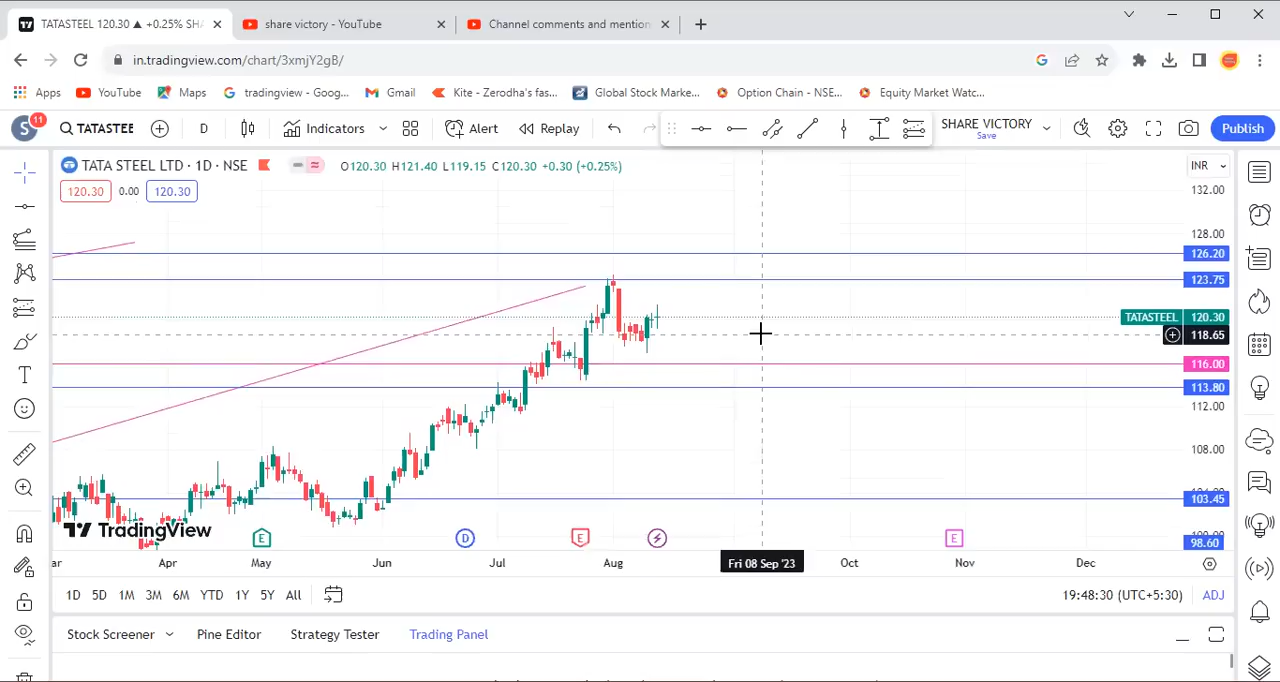 TATASTEEL 120.30 ▲ +0.25% SH
share victory - YouTube
Channel comments and mention
in.tradingview.com/chart/3xmjY2gB/
Apps
YouTube
Maps
tradingview - Goog...
Gmail
Kite - Zerodha's fas...
Global Stock Marke...
Option Chain - NSE...
Equity Market Watc...
S
11
TATASTEE
D
Indicators
Alert
Replay
SHARE VICTORY
Save
Publish
TATA STEEL LTD · 1D · NSE
O120.30 H121.40 L119.15 C120.30 +0.30 (+0.25%)
INR
120.30
0.00
120.30
132.00
128.00
126.20
123.75
TATASTEEL 120.30
118.65
116.00
113.80
112.00
108.00
103.45
98.60
TradingView
E
D
E
E
ar
Apr
May
Jun
Jul
Aug
Fri 08 Sep '23
Oct
Nov
Dec
1D 5D 1M 3M 6M YTD 1Y 5Y All
19:48:30 (UTC+5:30)
ADJ
Stock Screener
Pine Editor
Strategy Tester
Trading Panel